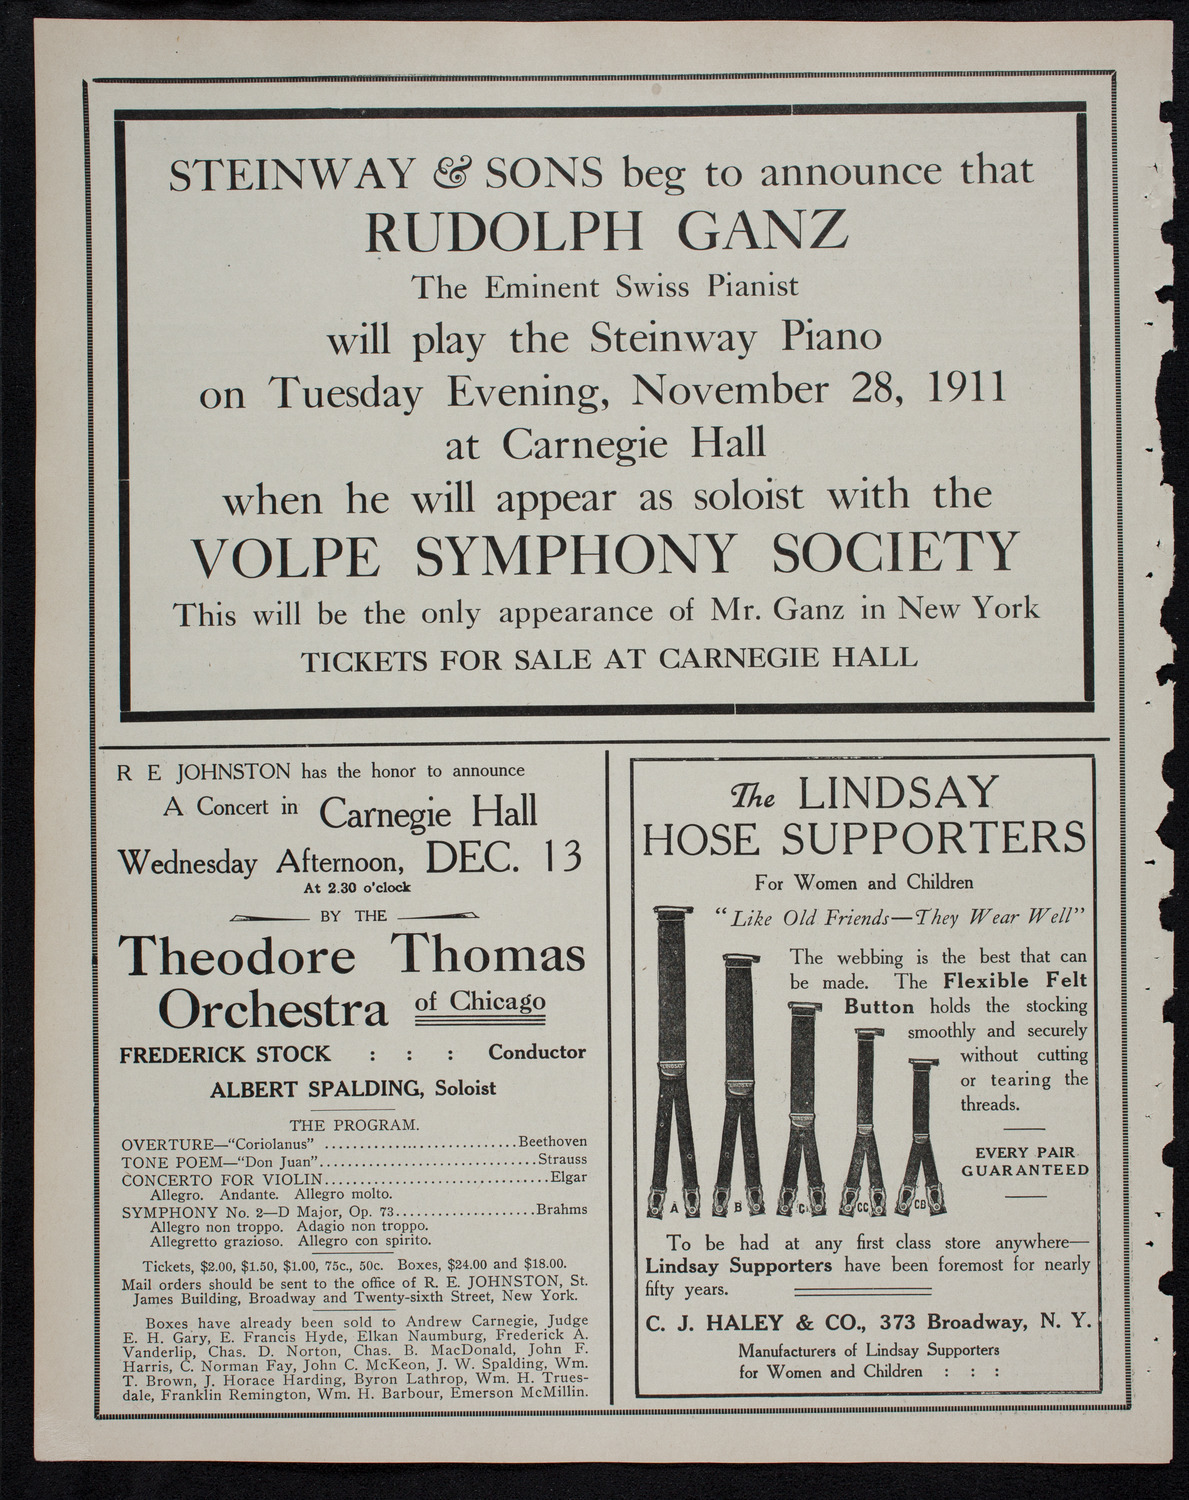 STEINWAY & SONS beg to announce that
RUDOLPH GANZ
The Eminent Swiss Pianist
will play the Steinway Piano
on Tuesday Evening, November 28, 1911
at Carnegie Hall
when he will appear as soloist with the
VOLPE SYMPHONY SOCIETY
This will be the only appearance of Mr. Ganz in New York
TICKETS FOR SALE AT CARNEGIE HALL
R E JOHNSTON has the honor to announce
A Concert in Carnegie Hall
Wednesday Afternoon, DEC. 13
At 2.30 o'clock
BY THE
Theodore Thomas
Orchestra of Chicago
FREDERICK STOCK : : : Conductor
ALBERT SPALDING, Soloist
THE PROGRAM.
OVERTURE—"Coriolanus" ............................Beethoven
TONE POEM—"Don Juan"................................Strauss
CONCERTO FOR VIOLIN.................................Elgar
Allegro. Andante. Allegro molto.
SYMPHONY No. 2—D Major, Op. 73....................Brahms
Allegro non troppo. Adagio non troppo.
Allegretto grazioso. Allegro con spirito.
Tickets, $2.00, $1.50, $1.00, 75c., 50c. Boxes, $24.00 and $18.00.
Mail orders should be sent to the office of R. E. JOHNSTON, St.
James Building, Broadway and Twenty-sixth Street, New York.
Boxes have already been sold to Andrew Carnegie, Judge
E. H. Gary, E. Francis Hyde, Elkan Naumburg, Frederick A.
Vanderlip, Chas. D. Norton, Chas. B. MacDonald, John F.
Harris, C. Norman Fay, John C. McKeon, J. W. Spalding, Wm.
T. Brown, J. Horace Harding, Byron Lathrop, Wm. H. Trues-
dale, Franklin Remington, Wm. H. Barbour, Emerson McMillin.
The LINDSAY
HOSE SUPPORTERS
For Women and Children
"Like Old Friends—They Wear Well"
The webbing is the best that can
be made. The Flexible Felt
Button holds the stocking
smoothly and securely
without cutting
or tearing the
threads.
EVERY PAIR
GUARANTEED
A B C CC CB
To be had at any first class store anywhere—
Lindsay Supporters have been foremost for nearly
fifty years.
C. J. HALEY & CO., 373 Broadway, N. Y.
Manufacturers of Lindsay Supporters
for Women and Children : : :